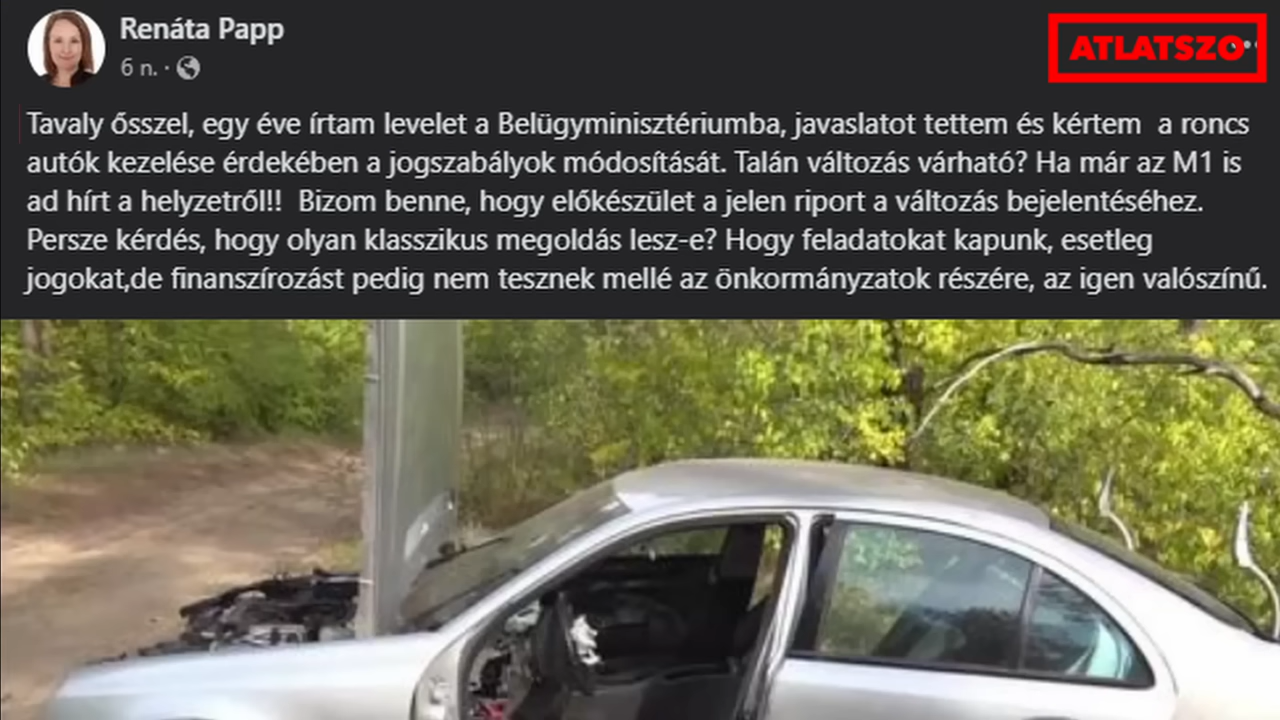 Renáta Papp
6 n. ·
ATLATSZO
Tavaly ősszel, egy éve írtam levelet a Belügyminisztériumba, javaslatot tettem és kértem  a roncs
autók kezelése érdekében a jogszabályok módosítását. Talán változás várható? Ha már az M1 is
ad hírt a helyzetről!!  Bizom benne, hogy előkészület a jelen riport a változás bejelentéséhez.
Persze kérdés, hogy olyan klasszikus megoldás lesz-e? Hogy feladatokat kapunk, esetleg
jogokat,de finanszírozást pedig nem tesznek mellé az önkormányzatok részére, az igen valószínű.